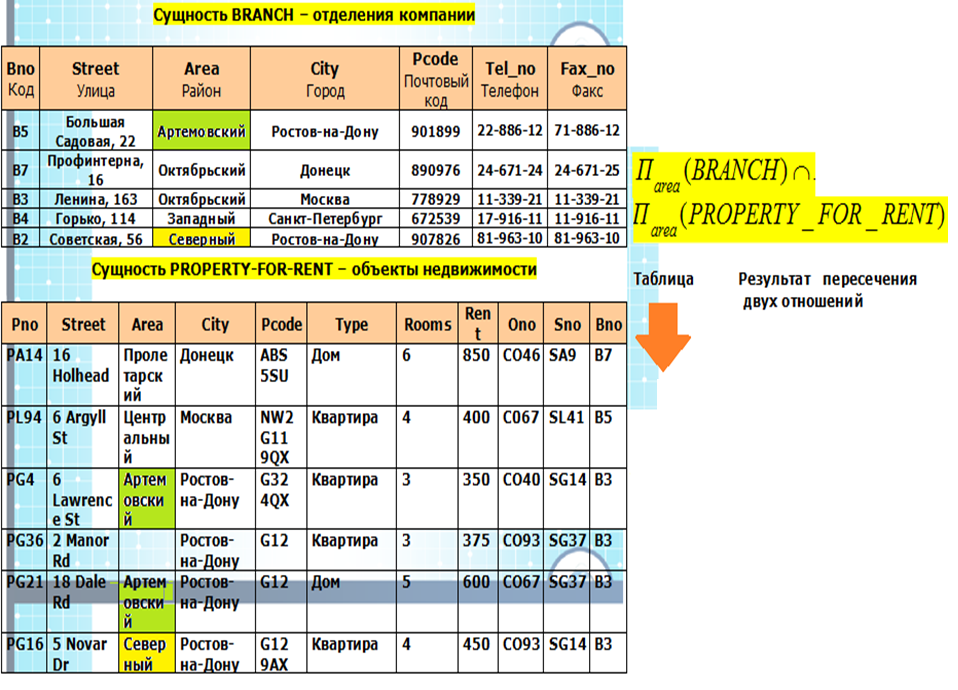 Сущность BRANCH – отделения компании
Bno Код | Street Улица | Area Район | City Город | Pcode Почтовый код | Tel_no Телефон | Fax_no Факс
B5 | Большая Садовая, 22 | Артемовский | Ростов-на-Дону | 901899 | 22-886-12 | 71-886-12
B7 | Профинтерна, 16 | Октябрьский | Донецк | 890976 | 24-671-24 | 24-671-25
B3 | Ленина, 163 | Октябрьский | Москва | 778929 | 11-339-21 | 11-339-21
B4 | Горько, 114 | Западный | Санкт-Петербург | 672539 | 17-916-11 | 11-916-11
B2 | Советская, 56 | Северный | Ростов-на-Дону | 907826 | 81-963-10 | 81-963-10
Π area (BRANCH) ∩.
Π area (PROPERTY_FOR_RENT)
Таблица Результат пересечения
двух отношений
Сущность PROPERTY-FOR-RENT – объекты недвижимости
Pno | Street | Area | City | Pcode | Type | Rooms | Rent | Ono | Sno | Bno
PA14 | 16 Holhead | Пролетарский | Донецк | ABS 5SU | Дом | 6 | 850 | CO46 | SA9 | B7
PL94 | 6 Argyll St | Центральный | Москва | NW2 G11 9QX | Квартира | 4 | 400 | C067 | SL41 | B5
PG4 | 6 Lawrence St | Артемовский | Ростов-на-Дону | G32 4QX | Квартира | 3 | 350 | CO40 | SG14 | B3
PG36 | 2 Manor Rd | | Ростов-на-Дону | G12 | Квартира | 3 | 375 | CO93 | SG37 | B3
PG21 | 18 Dale Rd | Артемовский | Ростов-на-Дону | G12 | Дом | 5 | 600 | CO67 | SG37 | B3
PG16 | 5 Novar Dr | Северный | Ростов-на-Дону | G12 9AX | Квартира | 4 | 450 | CO93 | SG14 | B3